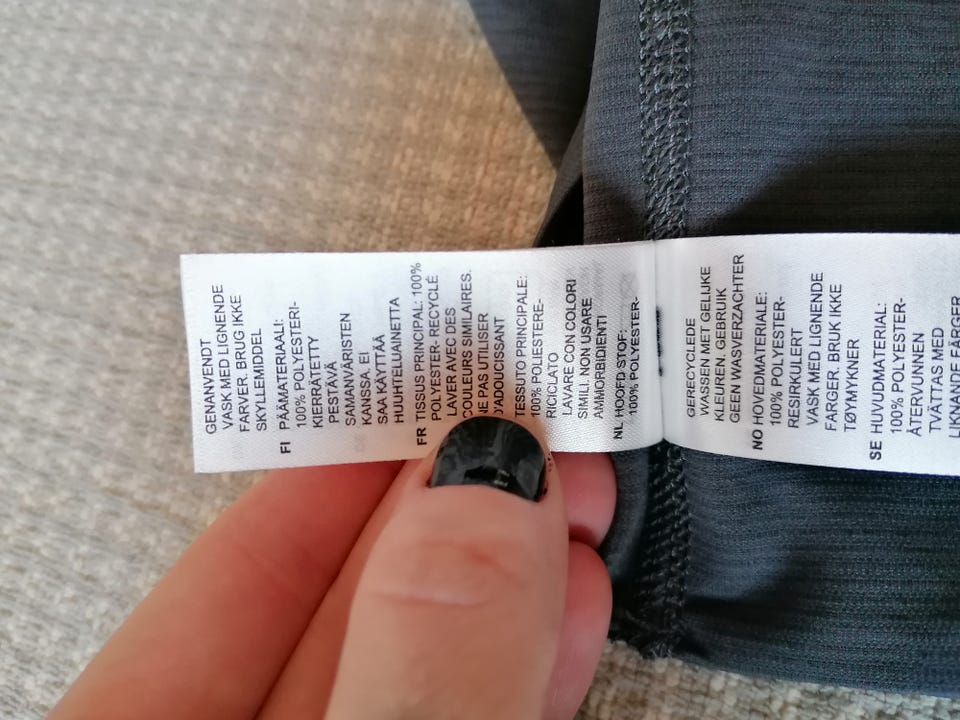 GENANVENDT
VASK MED LIGNENDE
FARVER. BRUG IKKE
SKYLLEMIDDEL
FI PÄÄMATERIAALI:
100% POLYESTERI-
KIERRÄTETTY
PESTÄVÄ
SAMANVÄRISTEN
KANSSA. EI
SAA KÄYTTÄÄ
HUUHTELUAINETTA
FR TISSUS PRINCIPAL: 100%
POLYESTER- RECYCLÉ
LAVER AVEC DES
COULEURS SIMILAIRES.
NE PAS UTILISER
D'ADOUCISSANT
TESSUTO PRINCIPALE:
100% POLIESTERE-
RICICLATO
LAVARE CON COLORI
SIMILI. NON USARE
AMMORBIDIENTI
NL HOOFD STOF:
100% POLYESTER-
GERECYCLEDE
WASSEN MET GELIJKE
KLEUREN. GEBRUIK
GEEN WASVERZACHTER
NO HOVEDMATERIALE:
100% POLYESTER-
RESIRKULERT
VASK MED LIGNENDE
FARGER. BRUK IKKE
TØYMYKNER
SE HUVUDMATERIAL:
100% POLYESTER-
ÅTERVUNNEN
TVÄTTAS MED
LIKNANDE FÄRGER